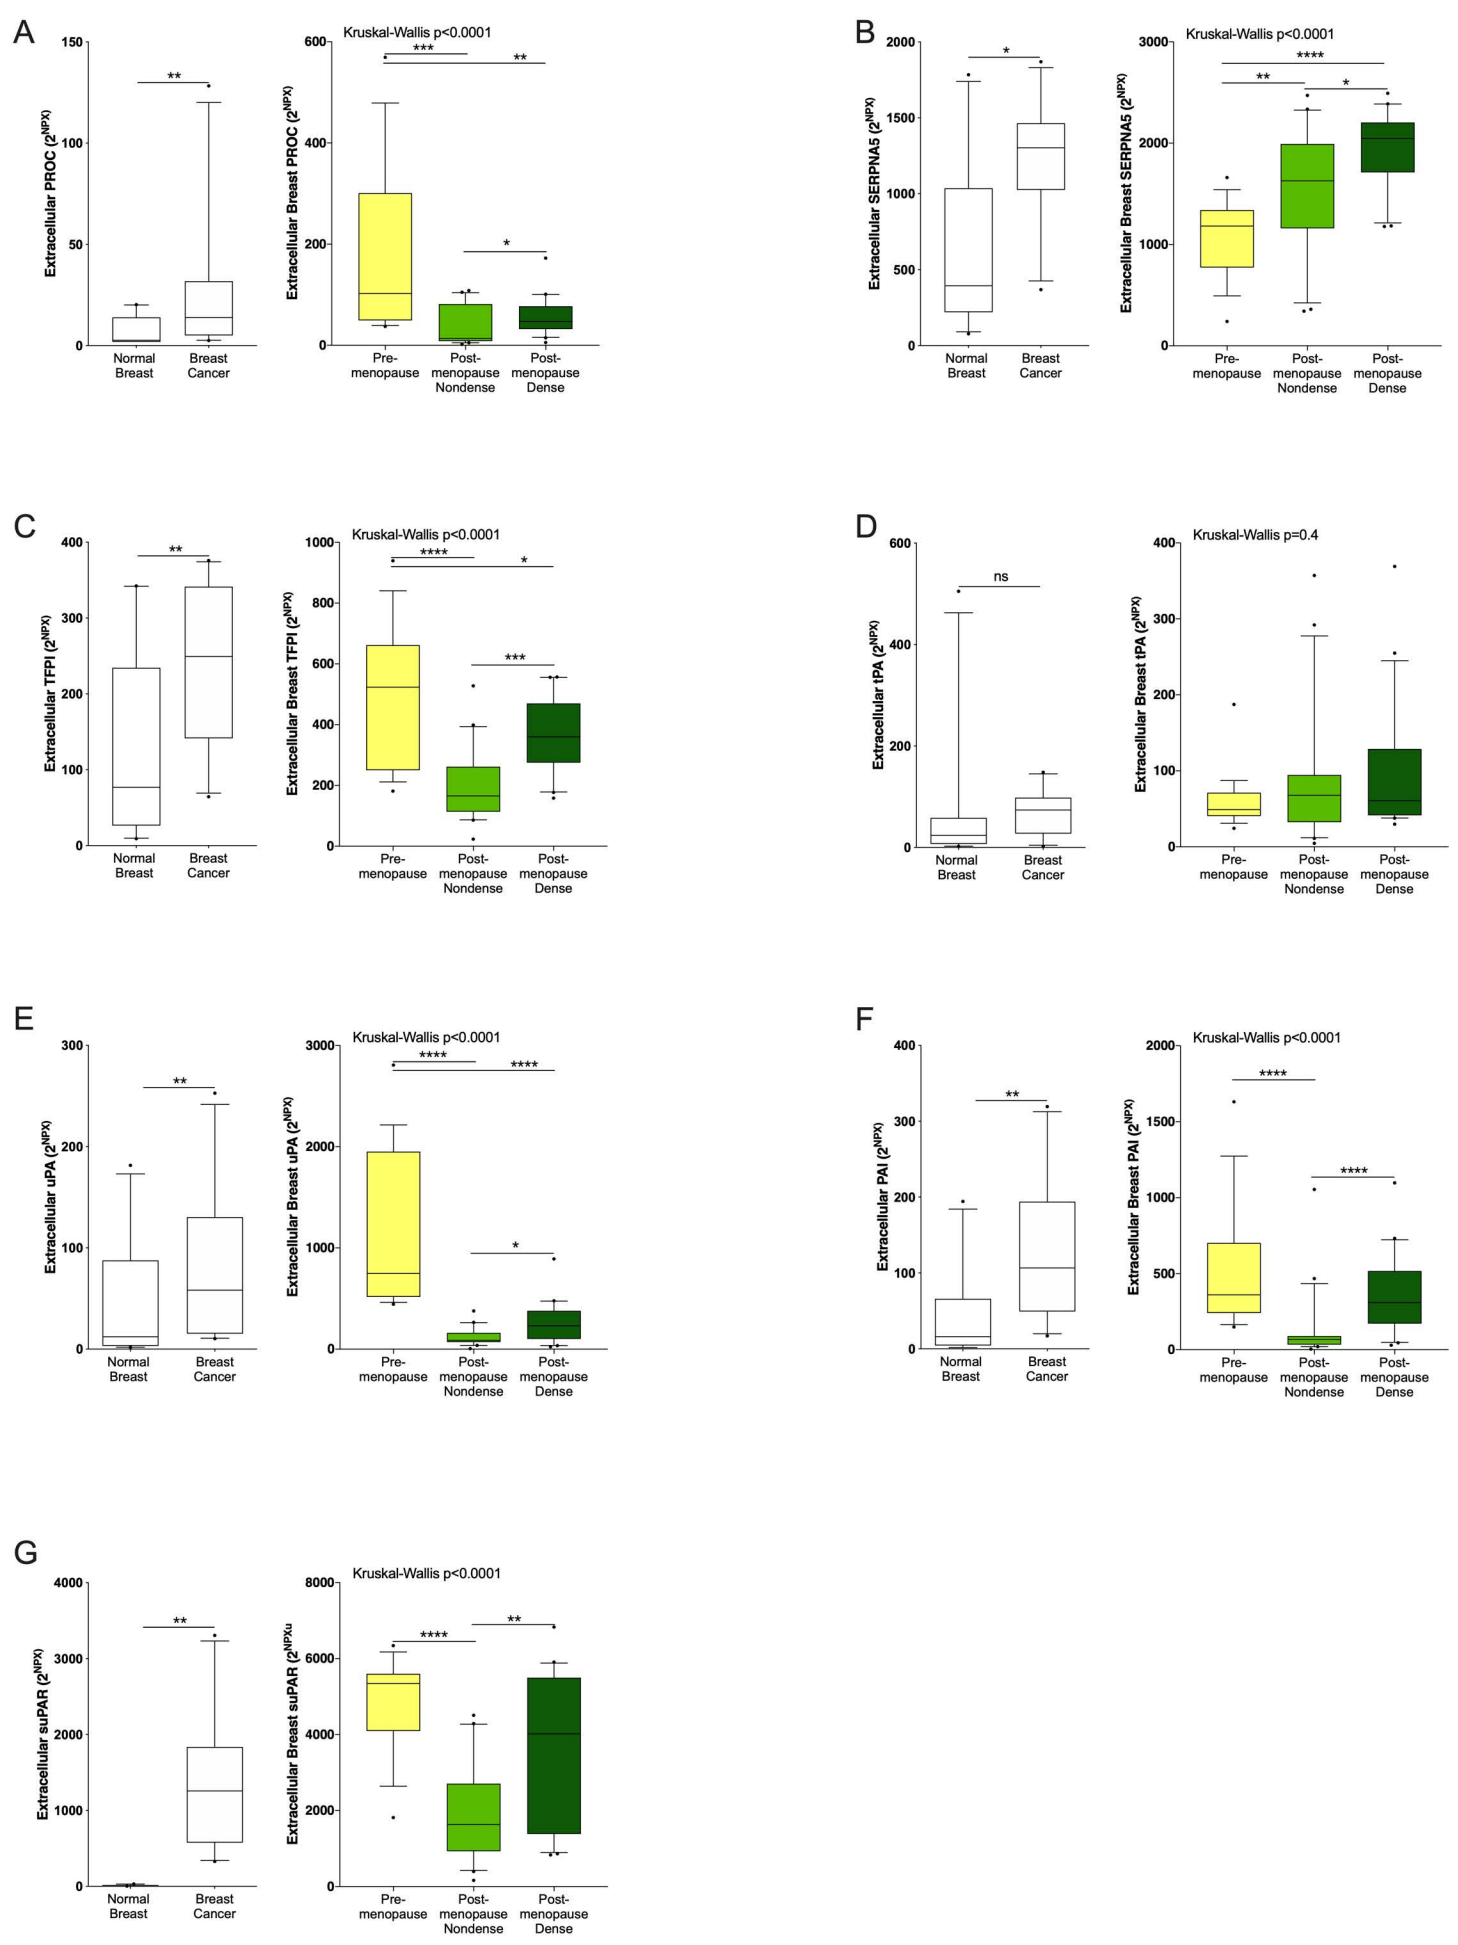 A
Extracellular PROC (2^NPX)
150
100
50
0
**
Normal
Breast
Breast
Cancer
Kruskal-Wallis p<0.0001
Extracellular Breast PROC (2^NPX)
600
400
200
0
***
**
*
Pre-
menopause
Post-
menopause
Nondense
Post-
menopause
Dense
B
Extracellular SERPNA5 (2^NPX)
2000
1500
1000
500
0
*
Normal
Breast
Breast
Cancer
Kruskal-Wallis p<0.0001
Extracellular Breast SERPNA5 (2^NPX)
3000
2000
1000
0
****
**
*
Pre-
menopause
Post-
menopause
Nondense
Post-
menopause
Dense
C
Extracellular TFPI (2^NPX)
400
300
200
100
0
**
Normal
Breast
Breast
Cancer
Kruskal-Wallis p<0.0001
Extracellular Breast TFPI (2^NPX)
1000
800
600
400
200
0
****
*
***
Pre-
menopause
Post-
menopause
Nondense
Post-
menopause
Dense
D
Extracellular tPA (2^NPX)
600
400
200
0
ns
Normal
Breast
Breast
Cancer
Kruskal-Wallis p=0.4
Extracellular Breast tPA (2^NPX)
400
300
200
100
0
Pre-
menopause
Post-
menopause
Nondense
Post-
menopause
Dense
E
Extracellular uPA (2^NPX)
300
200
100
0
**
Normal
Breast
Breast
Cancer
Kruskal-Wallis p<0.0001
Extracellular Breast uPA (2^NPX)
3000
2000
1000
0
****
****
*
Pre-
menopause
Post-
menopause
Nondense
Post-
menopause
Dense
F
Extracellular PAI (2^NPX)
400
300
200
100
0
**
Normal
Breast
Breast
Cancer
Kruskal-Wallis p<0.0001
Extracellular Breast PAI (2^NPX)
2000
1500
1000
500
0
****
****
Pre-
menopause
Post-
menopause
Nondense
Post-
menopause
Dense
G
Extracellular suPAR (2^NPX)
4000
3000
2000
1000
0
**
Normal
Breast
Breast
Cancer
Kruskal-Wallis p<0.0001
Extracellular Breast suPAR (2^NPXu
8000
6000
4000
2000
0
****
**
Pre-
menopause
Post-
menopause
Nondense
Post-
menopause
Dense